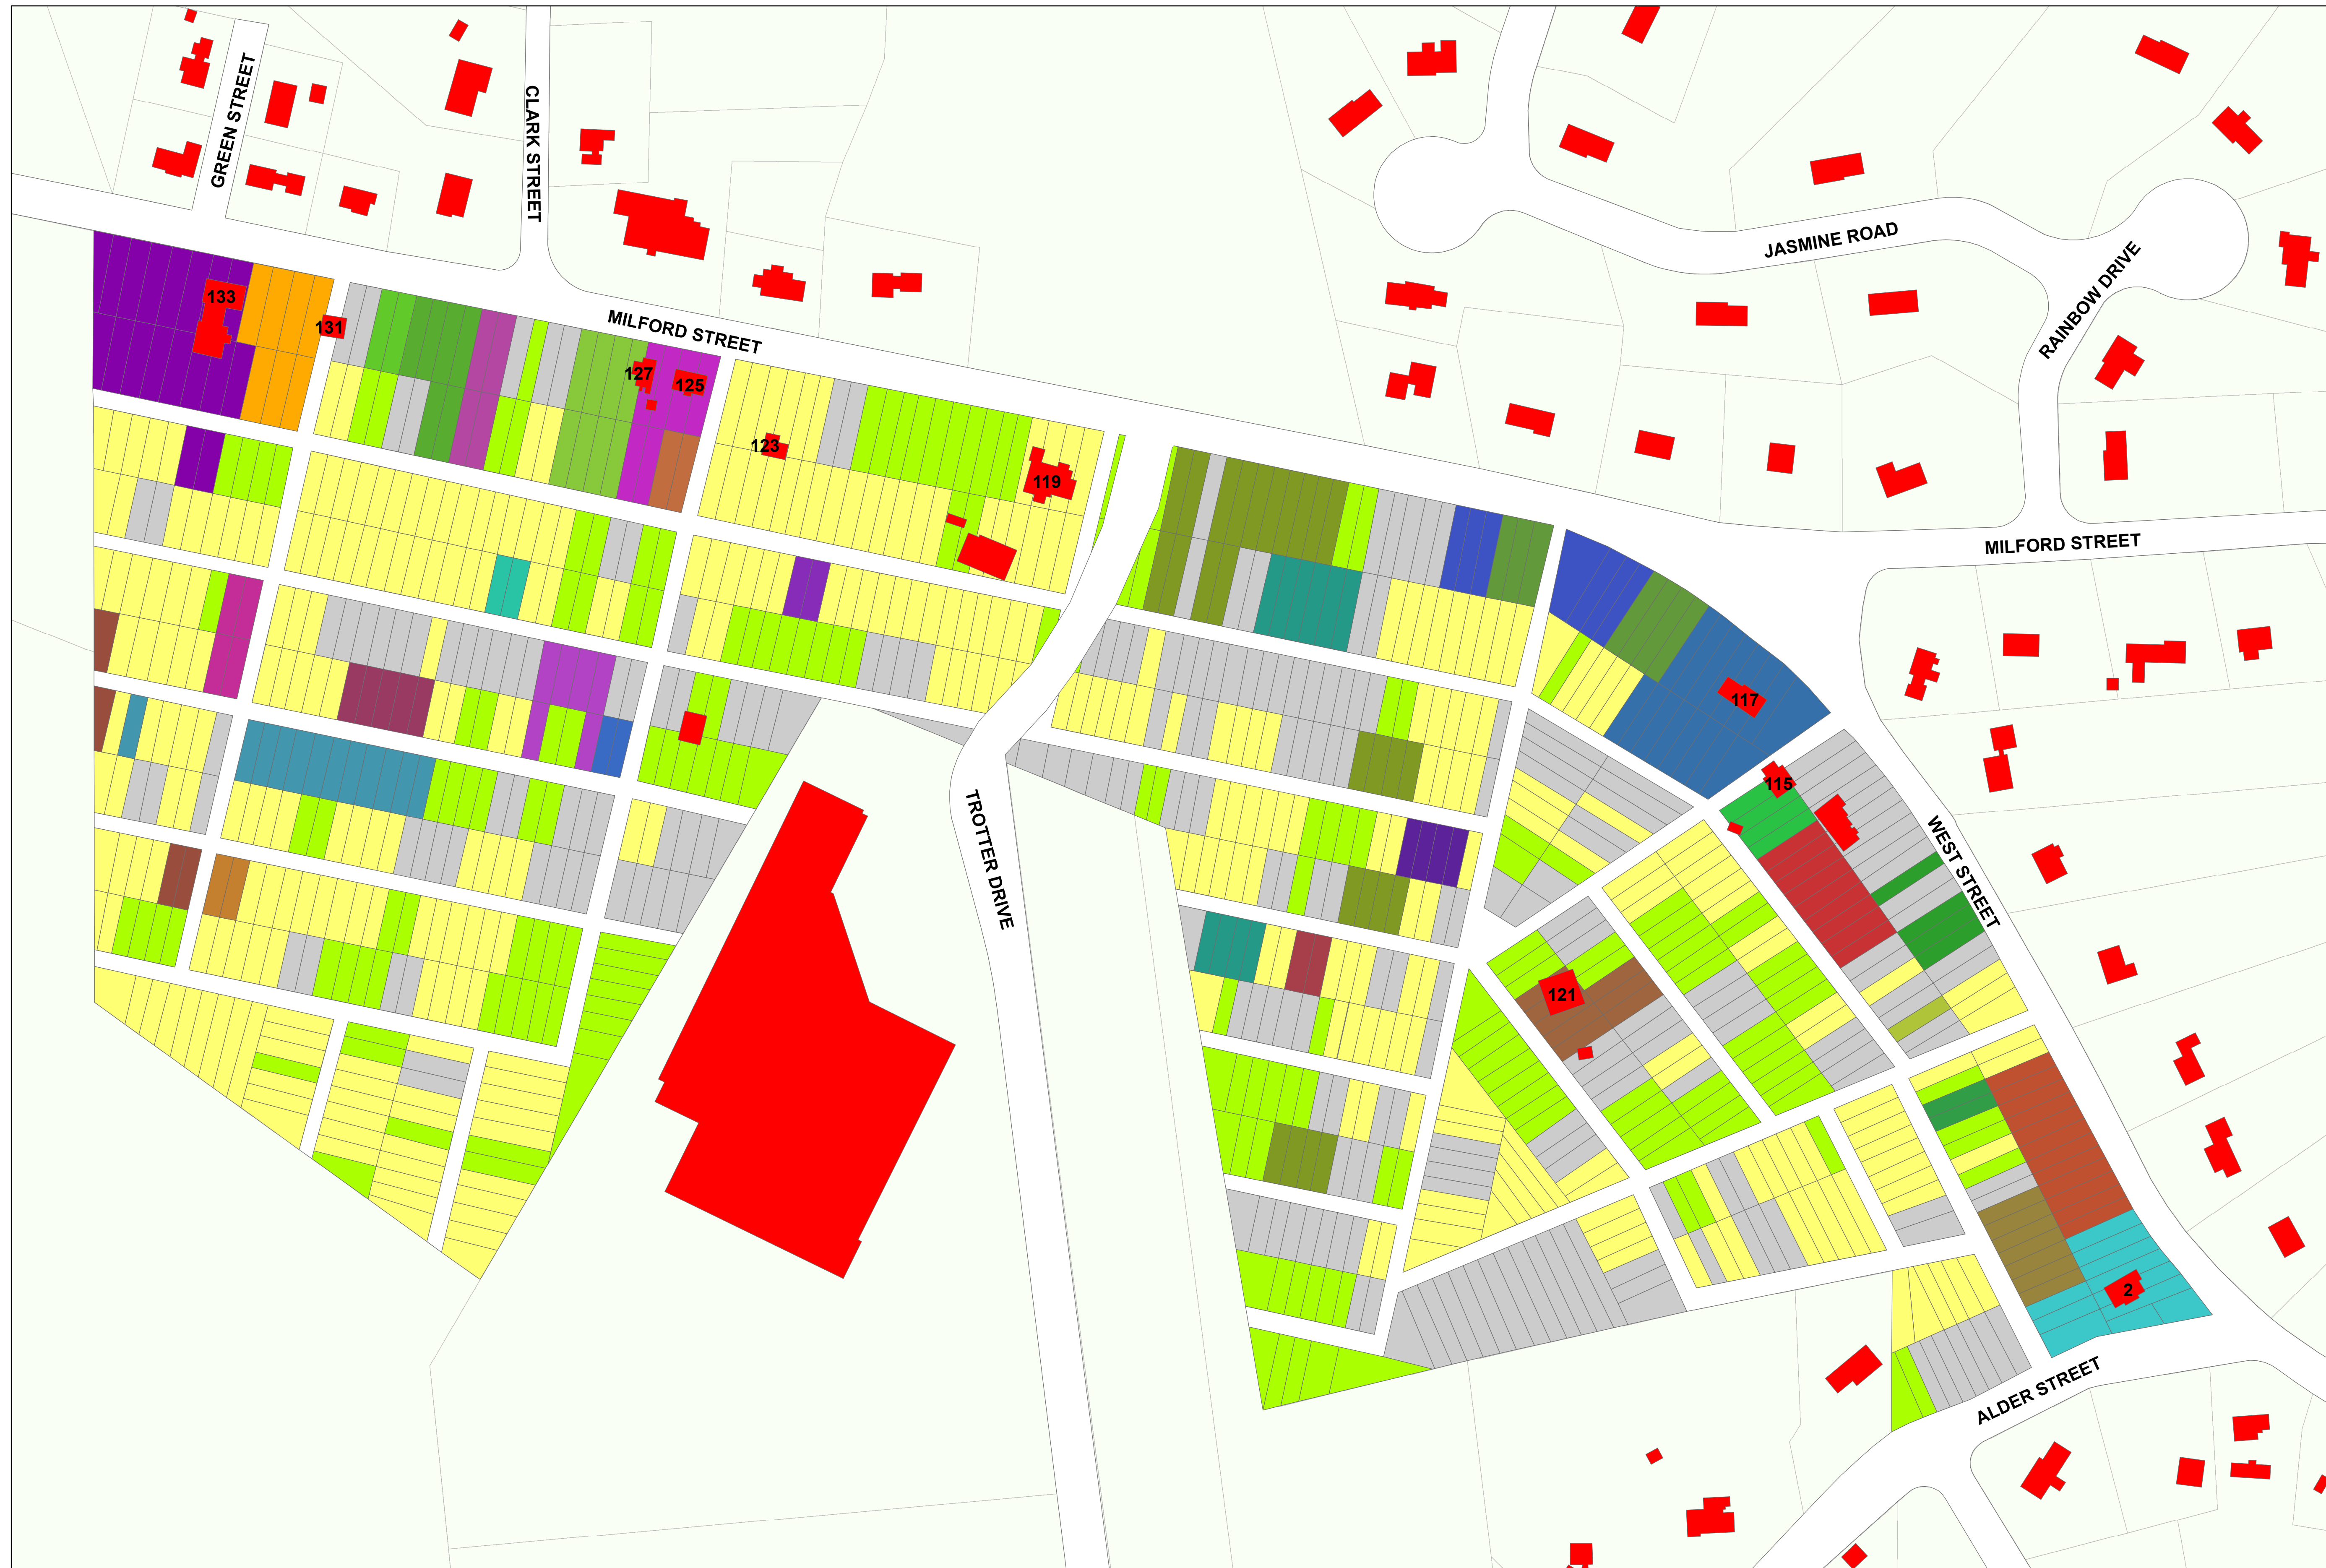 GREEN STREET
CLARK STREET
JASMINE ROAD
RAINBOW DRIVE
133
131
MILFORD STREET
127
125
123
119
MILFORD STREET
117
115
TROTTER DRIVE
WEST STREET
121
2
ALDER STREET